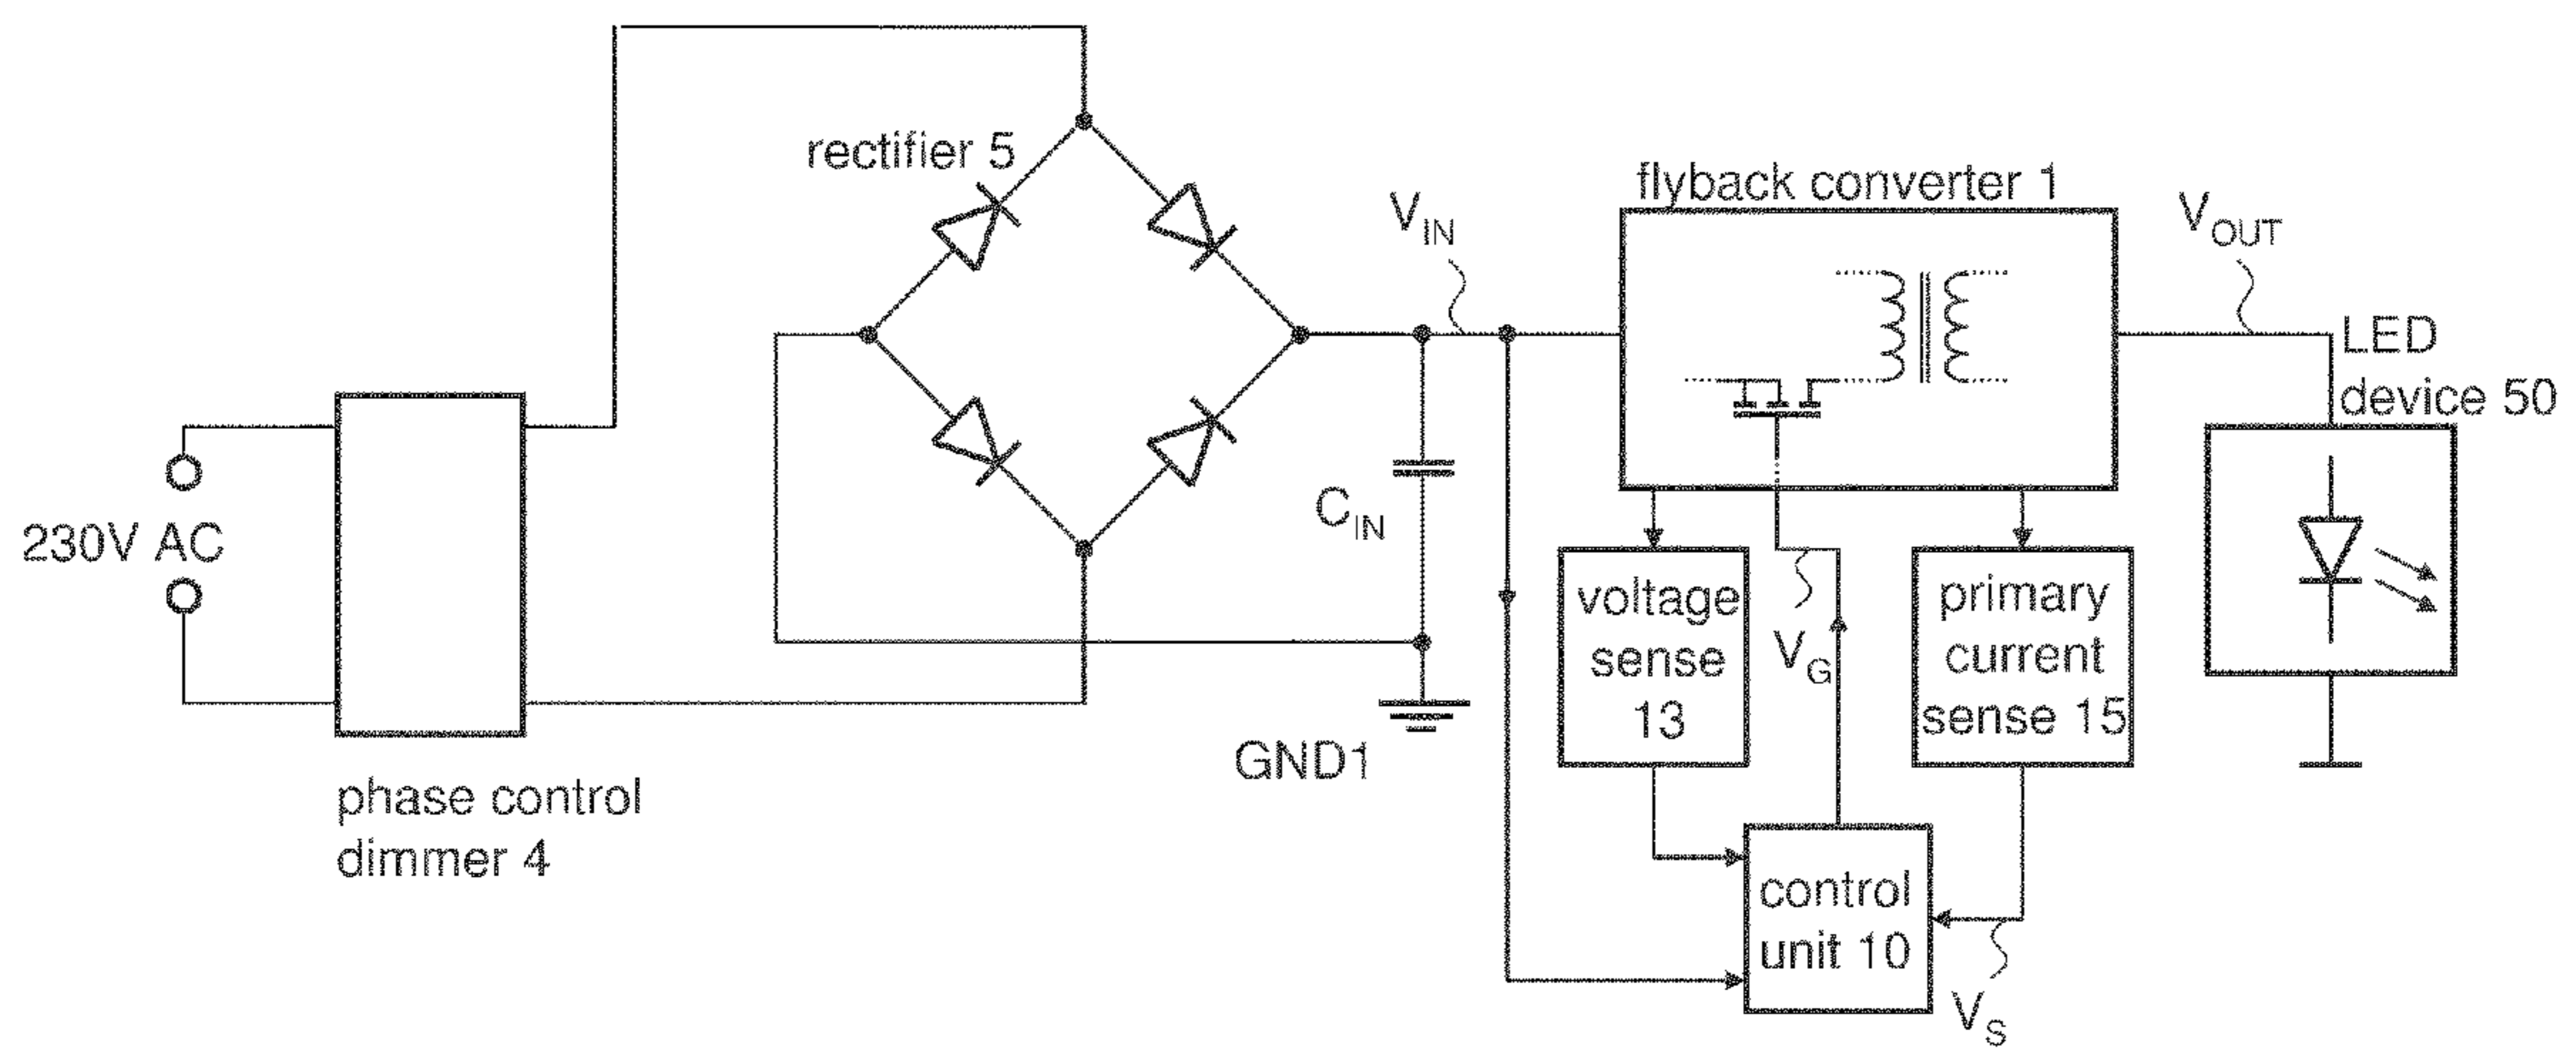 rectifier 5
flyback converter 1
V_IN
V_OUT
LED
device 50
C_IN
230V AC
voltage
sense
13
V_G
primary
current
sense 15
GND1
phase control
dimmer 4
control
unit 10
V_S